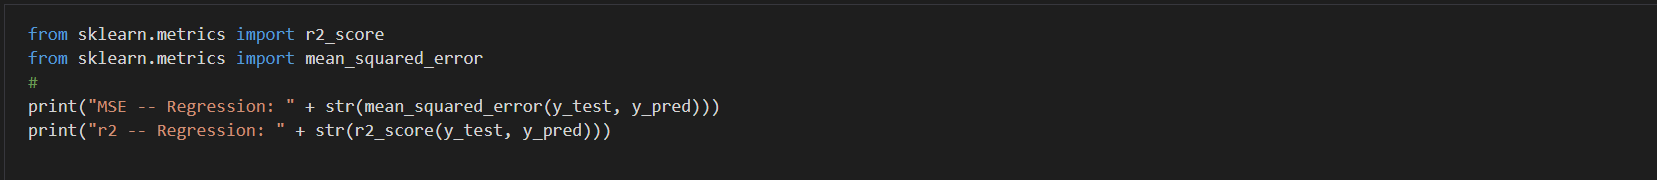 from sklearn.metrics import r2_score
from sklearn.metrics import mean_squared_error
#
print("MSE -- Regression: " + str(mean_squared_error(y_test, y_pred)))
print("r2 -- Regression: " + str(r2_score(y_test, y_pred)))